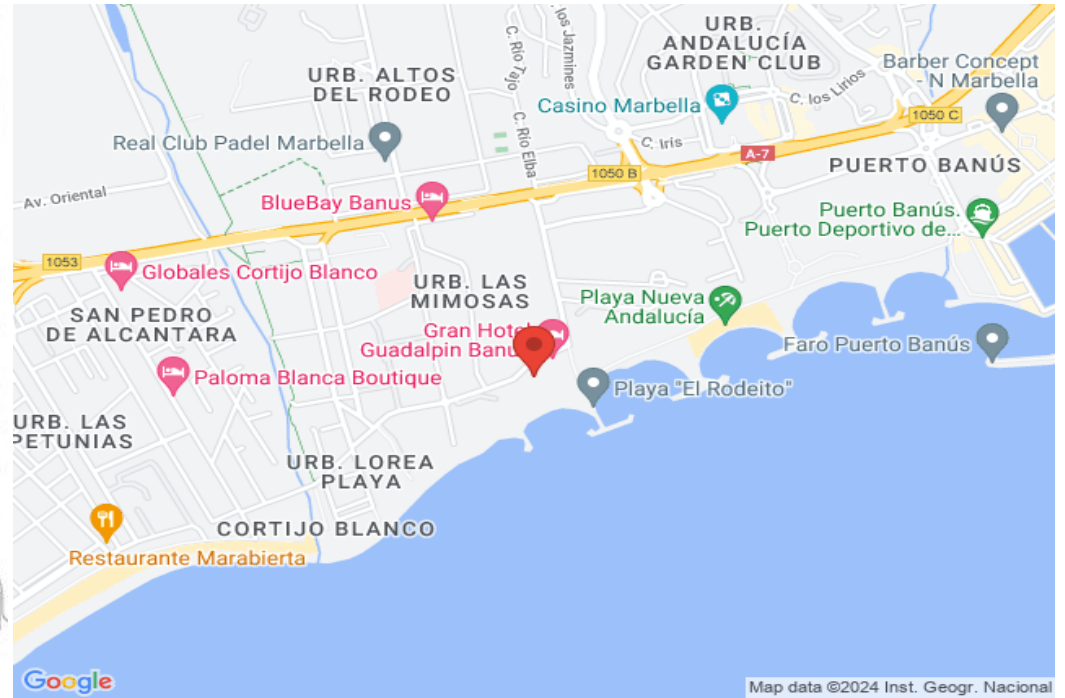 URB.
ANDALUCÍA
GARDEN CLUB
Barber Concept
- N Marbella
C. los Jazmines
C. Río Tajo
URB. ALTOS
DEL RODEO
Casino Marbella
C. los Lirios
1050 C
C. Río Elba
Real Club Padel Marbella
C. Iris
A-7
1050 B
PUERTO BANÚS
Av. Oriental
BlueBay Banus
Puerto Banús.
Puerto Deportivo de...
1053
Globales Cortijo Blanco
URB. LAS
MIMOSAS
Playa Nueva
Andalucía
SAN PEDRO
DE ALCANTARA
Gran Hotel
Guadalpin Banus
Faro Puerto Banús
Paloma Blanca Boutique
Playa "El Rodeito"
URB. LAS
PETUNIAS
URB. LOREA
PLAYA
CORTIJO BLANCO
Restaurante Marabierta
Google
Map data ©2024 Inst. Geogr. Nacional